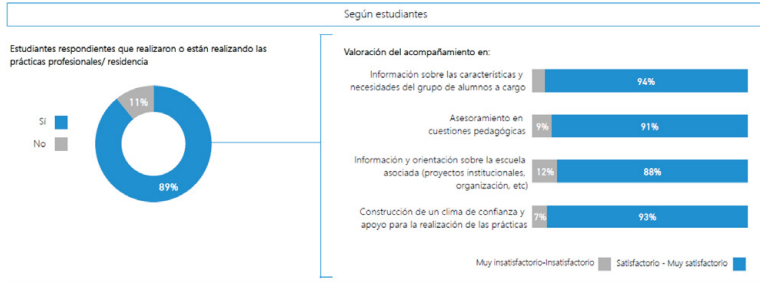 Según estudiantes
Estudiantes respondientes que realizaron o están realizando las
prácticas profesionales/ residencia
Sí
No
11%
89%
Valoración del acompañamiento en:
Información sobre las características y
necesidades del grupo de alumnos a cargo
94%
Asesoramiento en
cuestiones pedagógicas
9%
91%
Información y orientación sobre la escuela
asociada (proyectos institucionales,
organización, etc)
12%
88%
Construcción de un clima de confianza y
apoyo para la realización de las prácticas
7%
93%
Muy insatisfactorio-Insatisfactorio
Satisfactorio - Muy satisfactorio